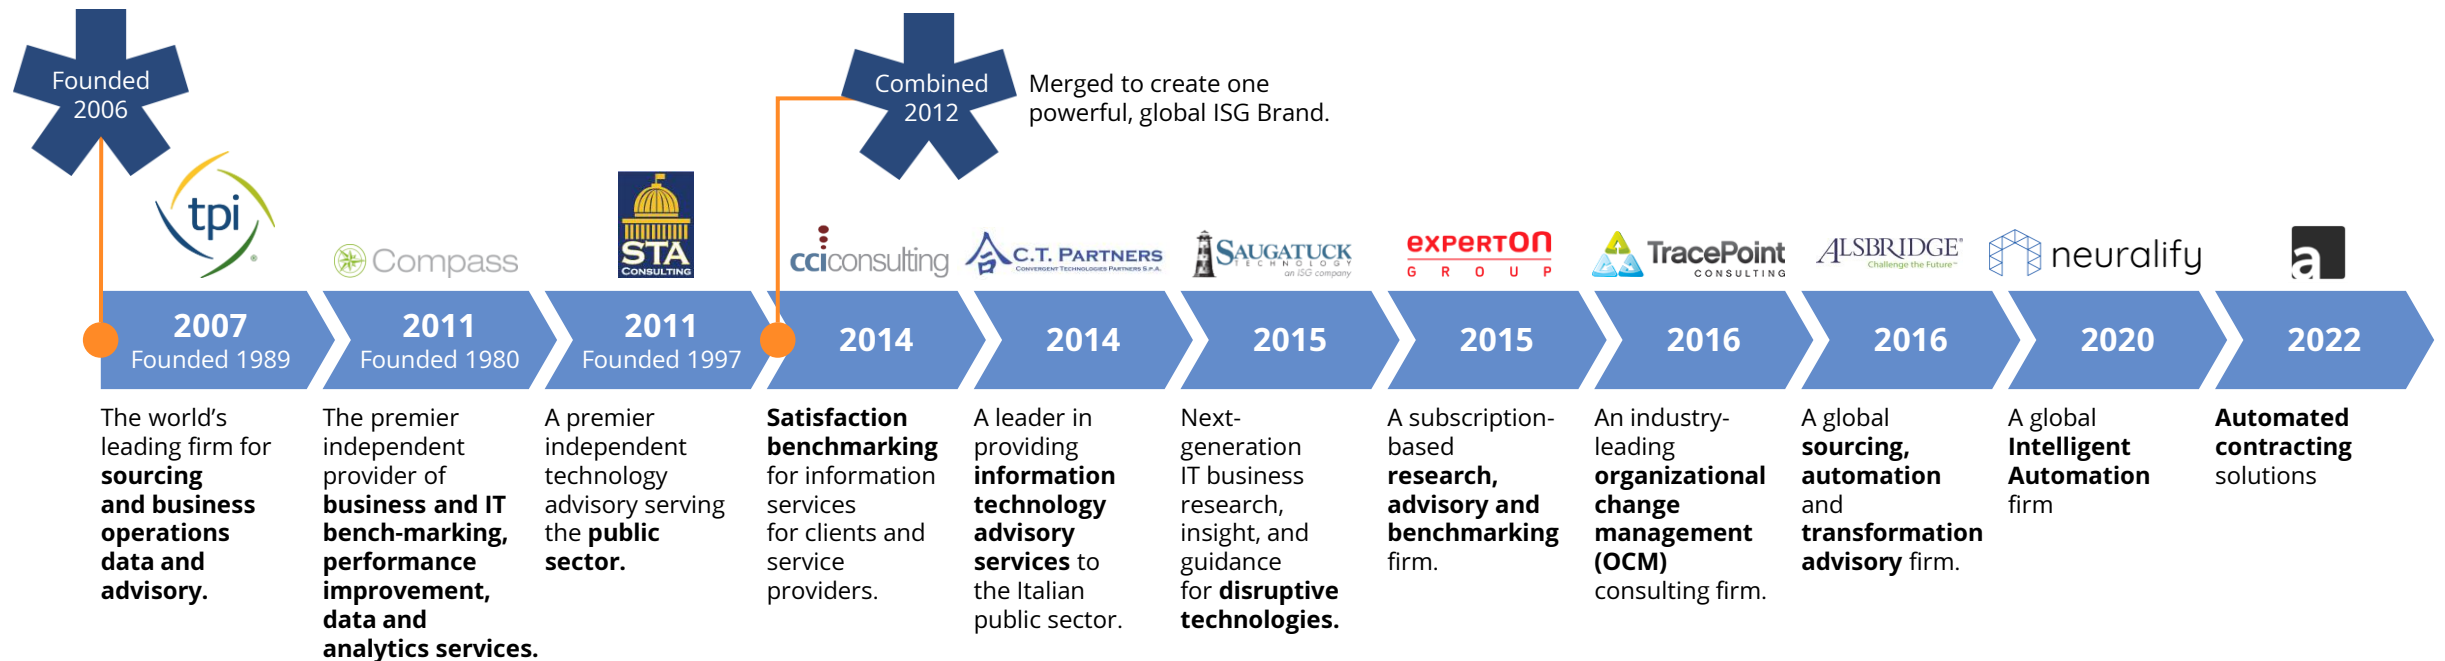 Founded
2006
Combined
2012
Merged to create one
powerful, global ISG Brand.
tpi
®
Compass
STA
CONSULTING
cciconsulting
C.T. PARTNERS
CONVERGENT TECHNOLOGIES PARTNERS S.P.A.
SAUGATUCK
TECHNOLOGY
an ISG company
experton
GROUP
TracePoint
CONSULTING
ALSBRIDGE®
Challenge the Future™
neuralify
a
2007
Founded 1989
2011
Founded 1980
2011
Founded 1997
2014
2014
2015
2015
2016
2016
2020
2022
The world's
leading firm for
sourcing
and business
operations
data and
advisory.
The premier
independent
provider of
business and IT
bench-marking,
performance
improvement,
data and
analytics services.
A premier
independent
technology
advisory serving
the public
sector.
Satisfaction
benchmarking
for information
services
for clients and
service
providers.
A leader in
providing
information
technology
advisory
services to
the Italian
public sector.
Next-
generation
IT business
research,
insight, and
guidance
for disruptive
technologies.
A subscription-
based
research,
advisory and
benchmarking
firm.
An industry-
leading
organizational
change
management
(OCM)
consulting firm.
A global
sourcing,
automation
and
transformation
advisory firm.
A global
Intelligent
Automation
firm
Automated
contracting
solutions